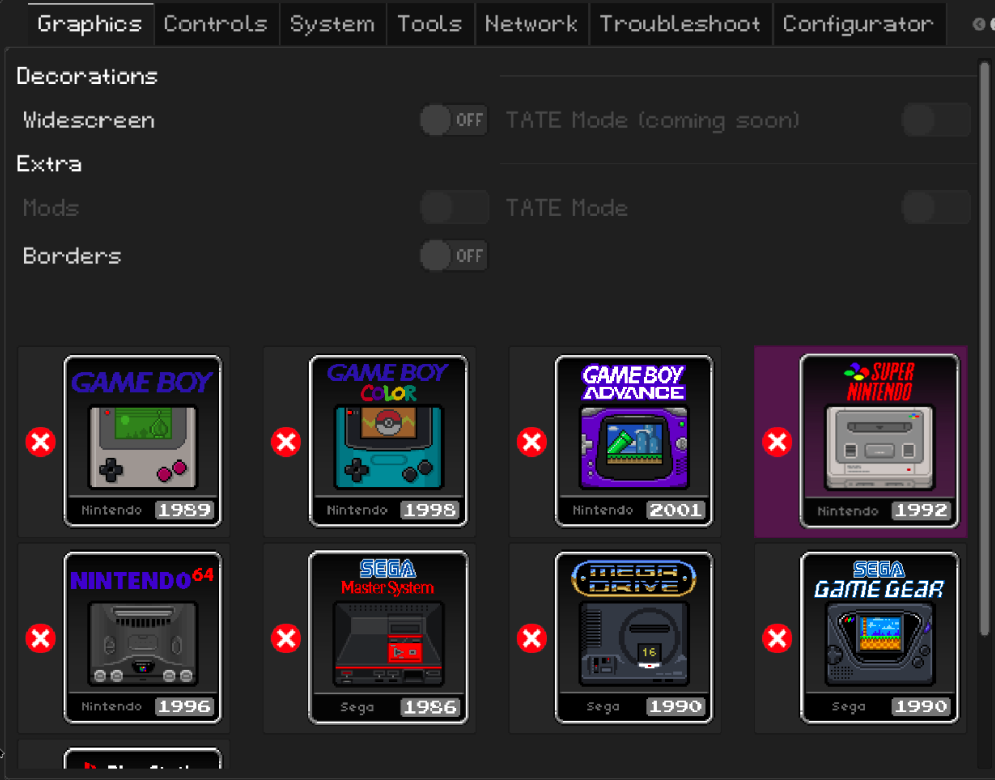 Graphics Controls System Tools Network Troubleshoot Configurator
Decorations
Widescreen OFF TATE Mode (coming soon)
Extra
Mods TATE Mode
Borders OFF
GAME BOY
Nintendo 1989
GAME BOY
COLOR
Nintendo 1998
GAME BOY
ADVANCE
Nintendo 2001
SUPER
NINTENDO
Nintendo 1992
NINTENDO 64
Nintendo 1996
SEGA
Master System
Sega 1986
MEGA
DRIVE
16
Sega 1990
SEGA
GAME GEAR
Sega 1990